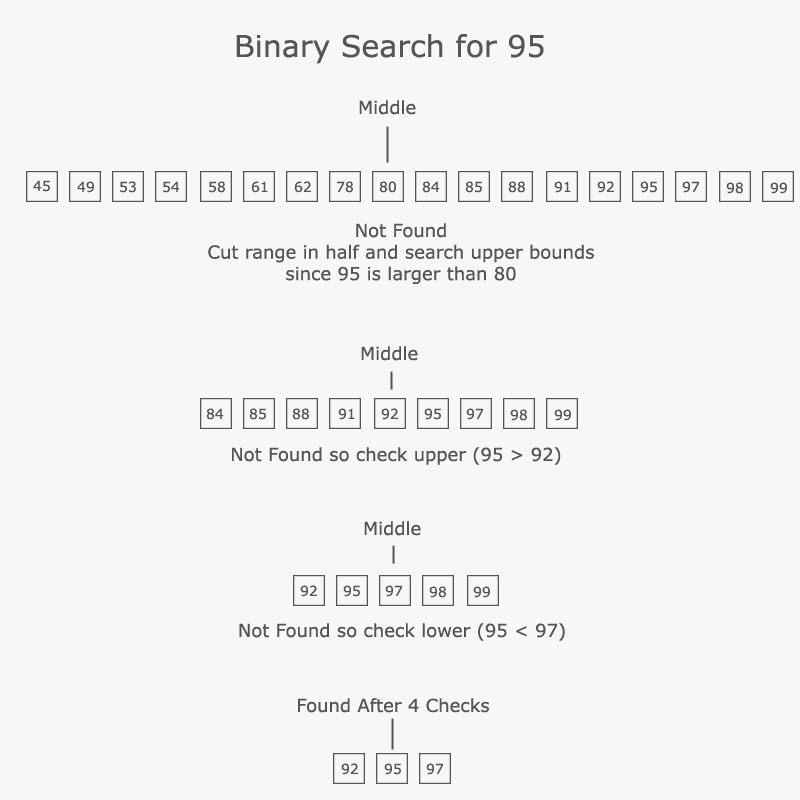 Binary Search for 95
Middle
45 49 53 54 58 61 62 78 80 84 85 88 91 92 95 97 98 99
Not Found
Cut range in half and search upper bounds
since 95 is larger than 80
Middle
84 85 88 91 92 95 97 98 99
Not Found so check upper (95 > 92)
Middle
92 95 97 98 99
Not Found so check lower (95 < 97)
Found After 4 Checks
92 95 97